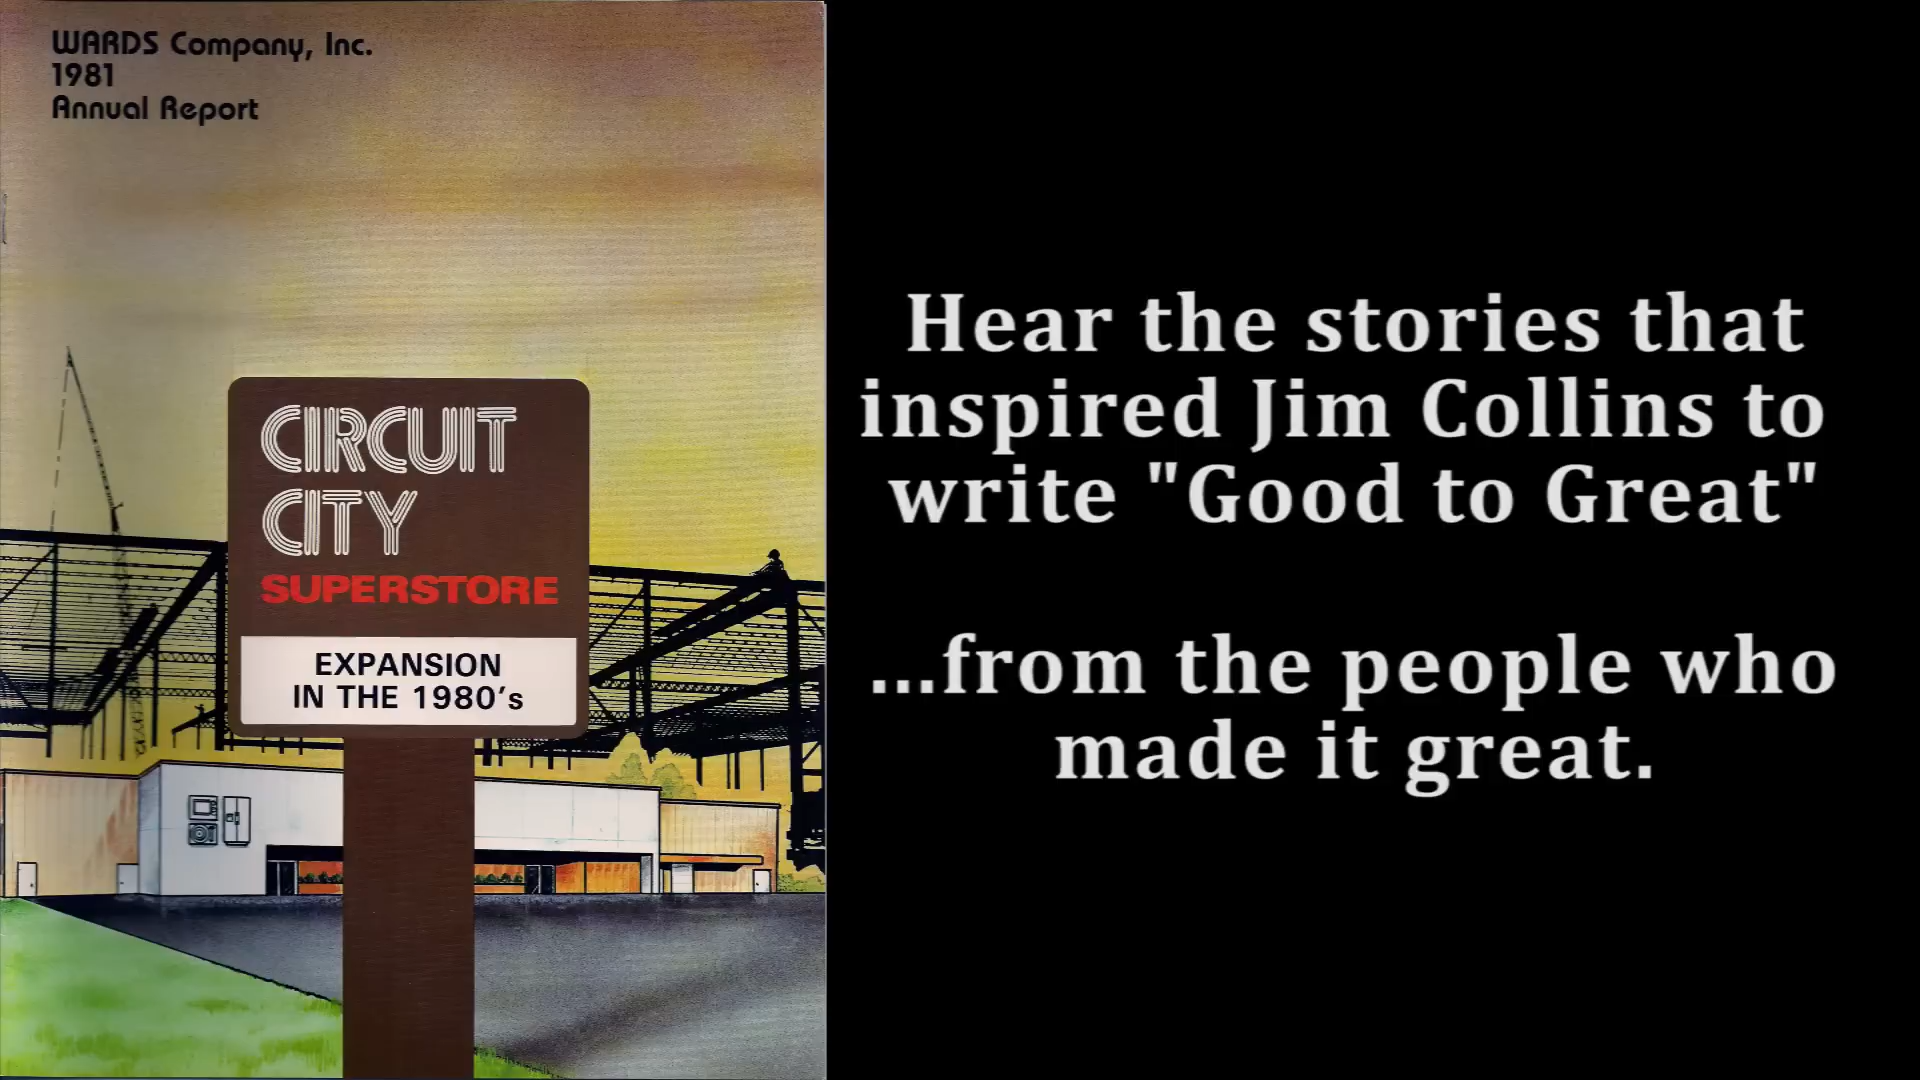 WARDS Company, Inc.
1981
Annual Report
CIRCUIT
CITY
SUPERSTORE
EXPANSION
IN THE 1980's
Hear the stories that
inspired Jim Collins to
write "Good to Great"
...from the people who
made it great.